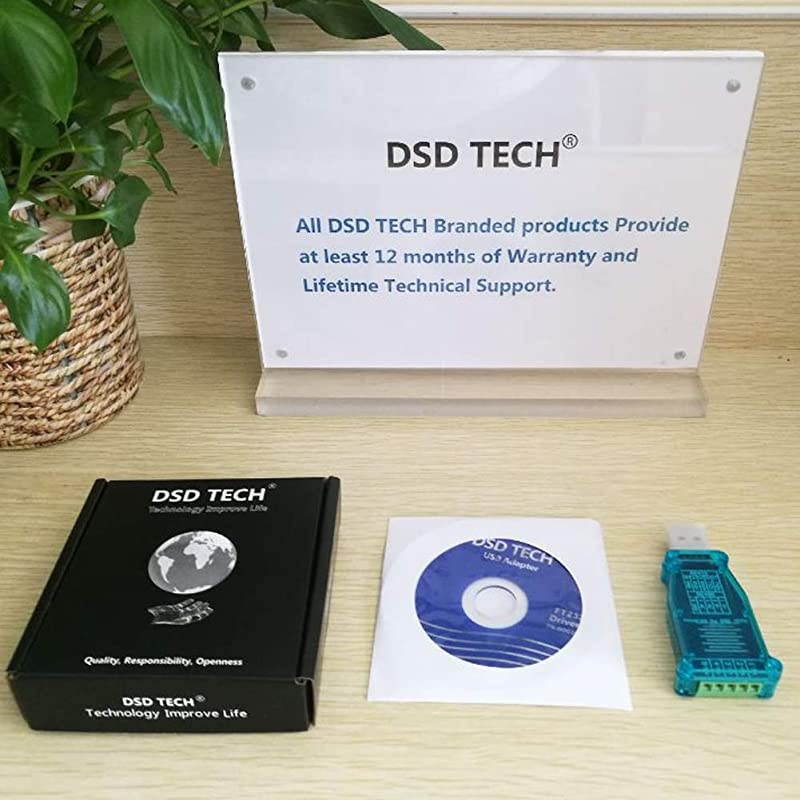 DSD TECH®
All DSD TECH Branded products Provide
at least 12 months of Warranty and
Lifetime Technical Support.
DSD TECH®
Technology Improve Life
Quality, Responsibility, Openness
DSD TECH®
Technology Improve Life
DSD TECH
USB Adapter
Driver